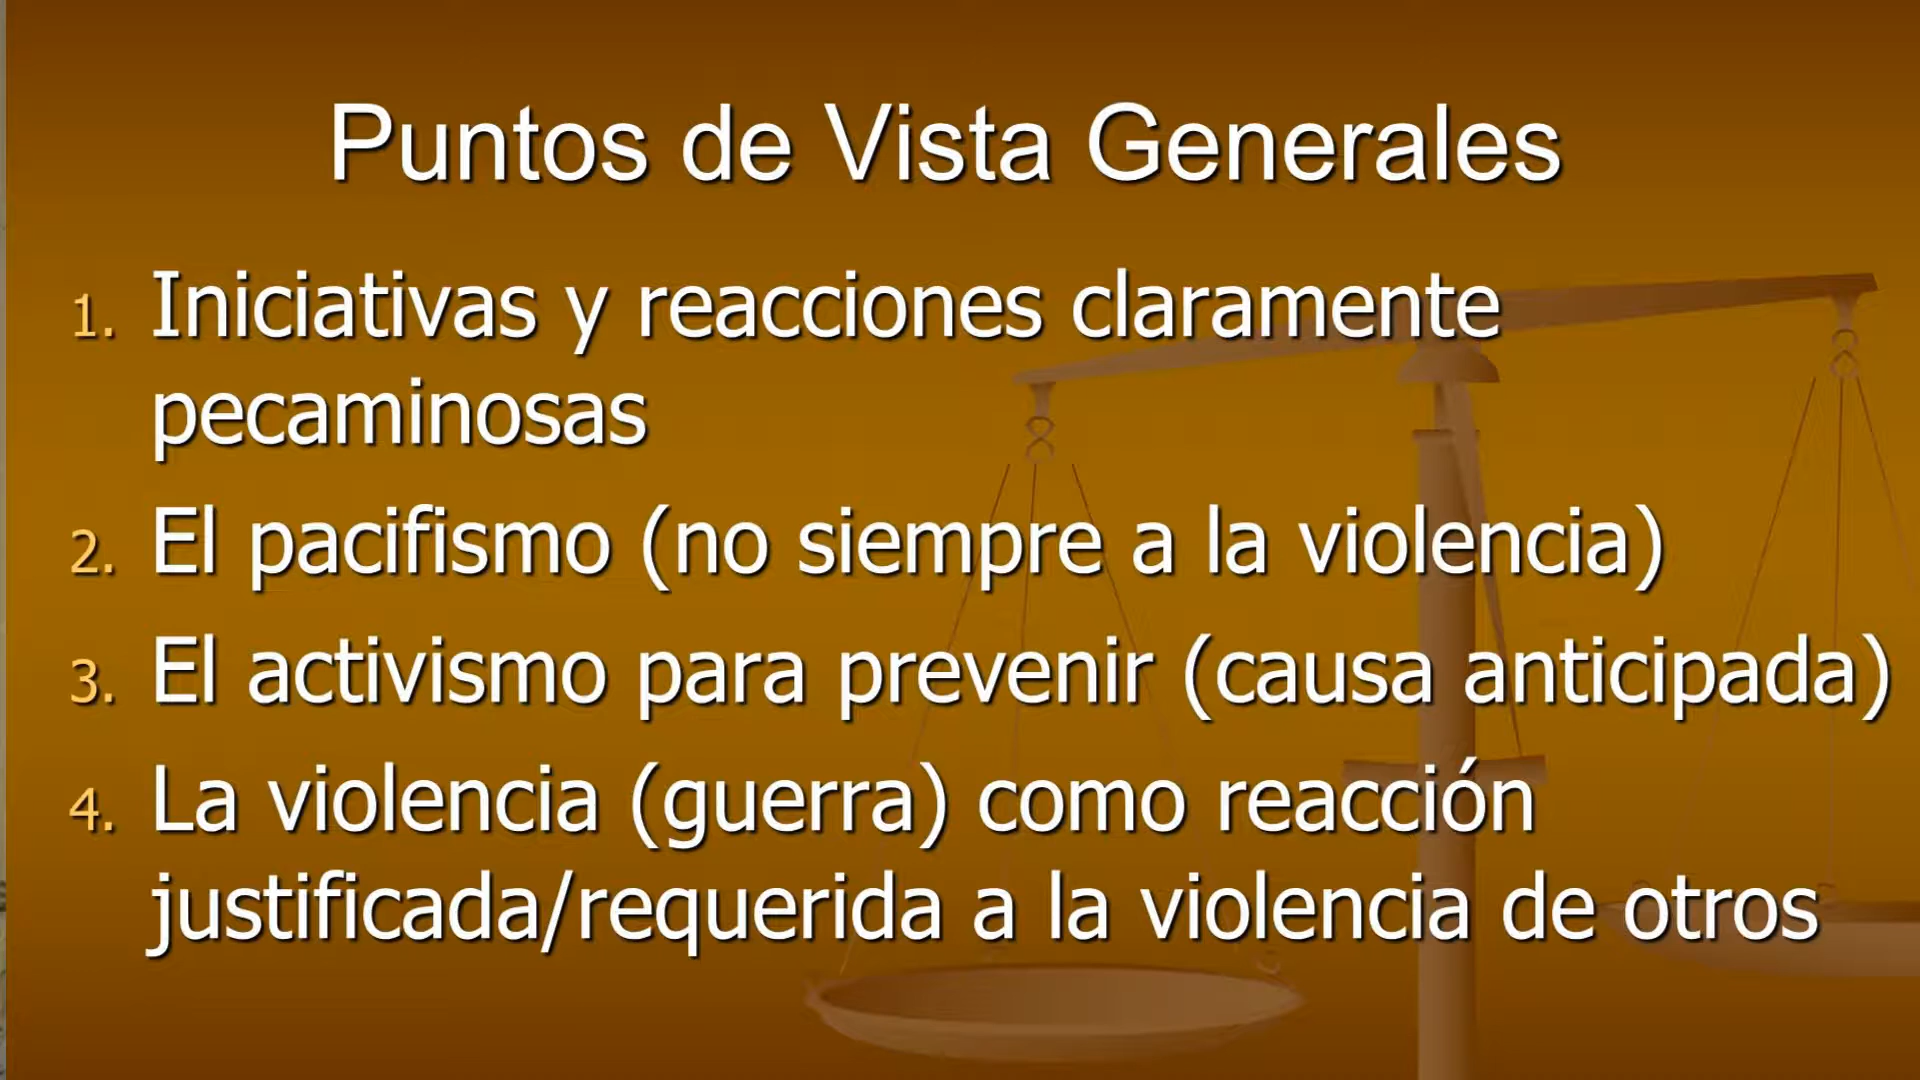 Puntos de Vista Generales
1. Iniciativas y reacciones claramente
pecaminosas
2. El pacifismo (no siempre a la violencia)
3. El activismo para prevenir (causa anticipada)
4. La violencia (guerra) como reacción
justificada/requerida a la violencia de otros